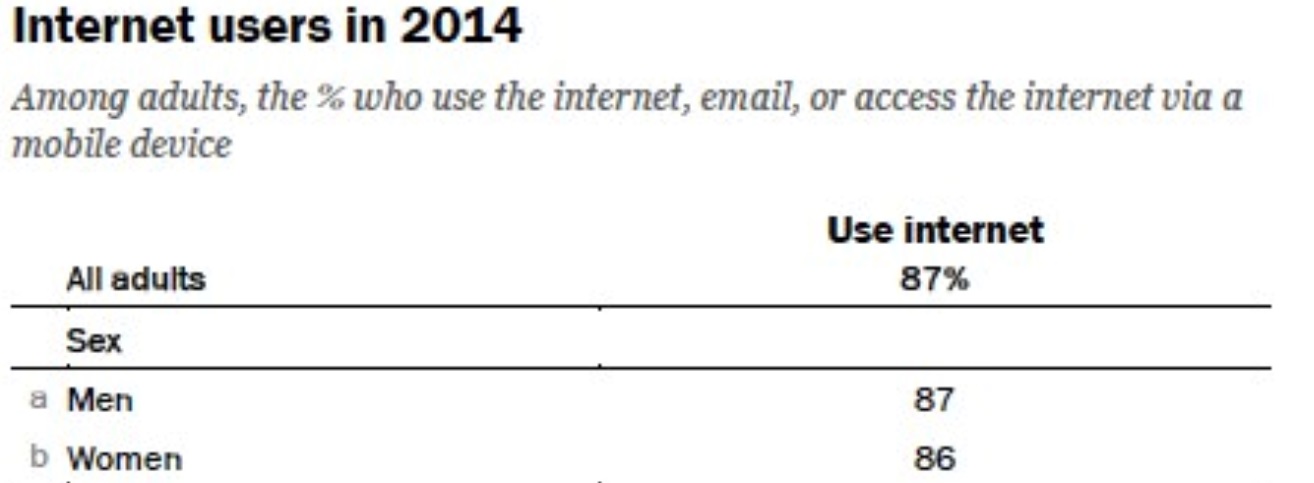 Internet users in 2014
Among adults, the % who use the internet, email, or access the internet via a
mobile device
Use internet
All adults 87%
Sex
a Men 87
b Women 86